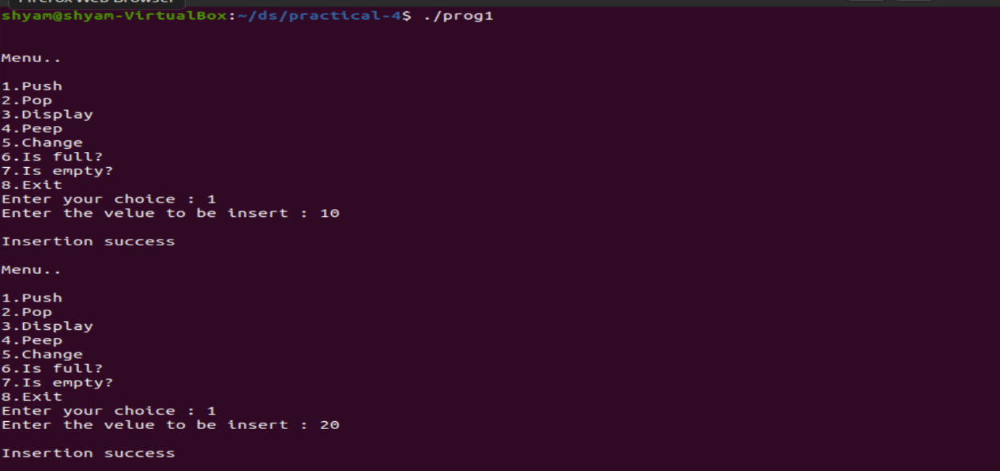 Firefox Web Browser
shyam@shyam-VirtualBox:~/ds/practical-4$ ./prog1
Menu..
1.Push
2.Pop
3.Display
4.Peep
5.Change
6.Is full?
7.Is empty?
8.Exit
Enter your choice : 1
Enter the velue to be insert : 10
Insertion success
Menu..
1.Push
2.Pop
3.Display
4.Peep
5.Change
6.Is full?
7.Is empty?
8.Exit
Enter your choice : 1
Enter the velue to be insert : 20
Insertion success